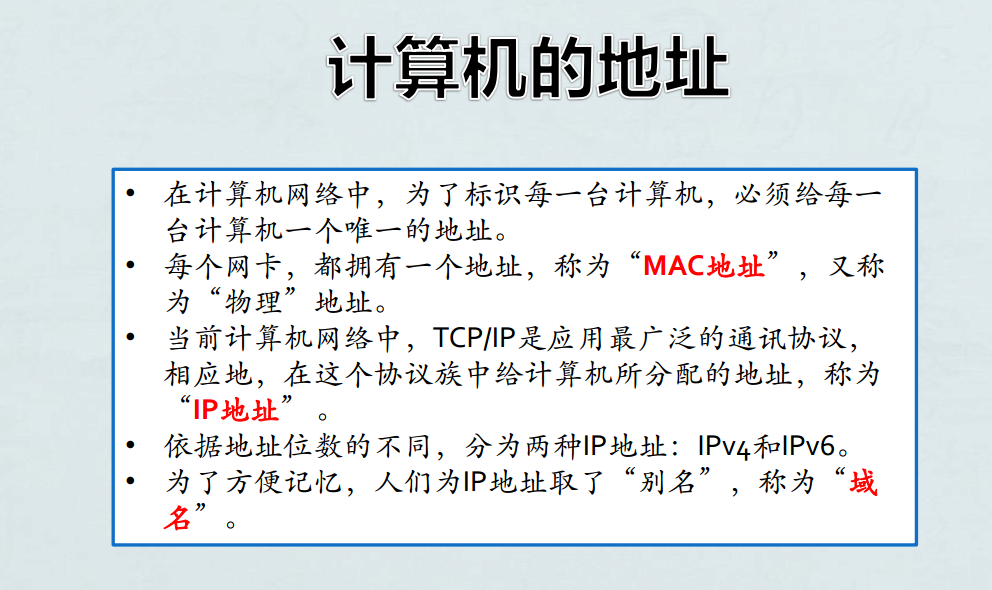 计算机的地址
• 在计算机网络中，为了标识每一台计算机，必须给每一
台计算机一个唯一的地址。
• 每个网卡，都拥有一个地址，称为“MAC地址”，又称
为“物理”地址。
• 当前计算机网络中，TCP/IP是应用最广泛的通讯协议，
相应地，在这个协议族中给计算机所分配的地址，称为
“IP地址” 。
• 依据地址位数的不同，分为两种IP地址：IPv4和IPv6。
• 为了方便记忆，人们为IP地址取了“别名”，称为“域
名”。